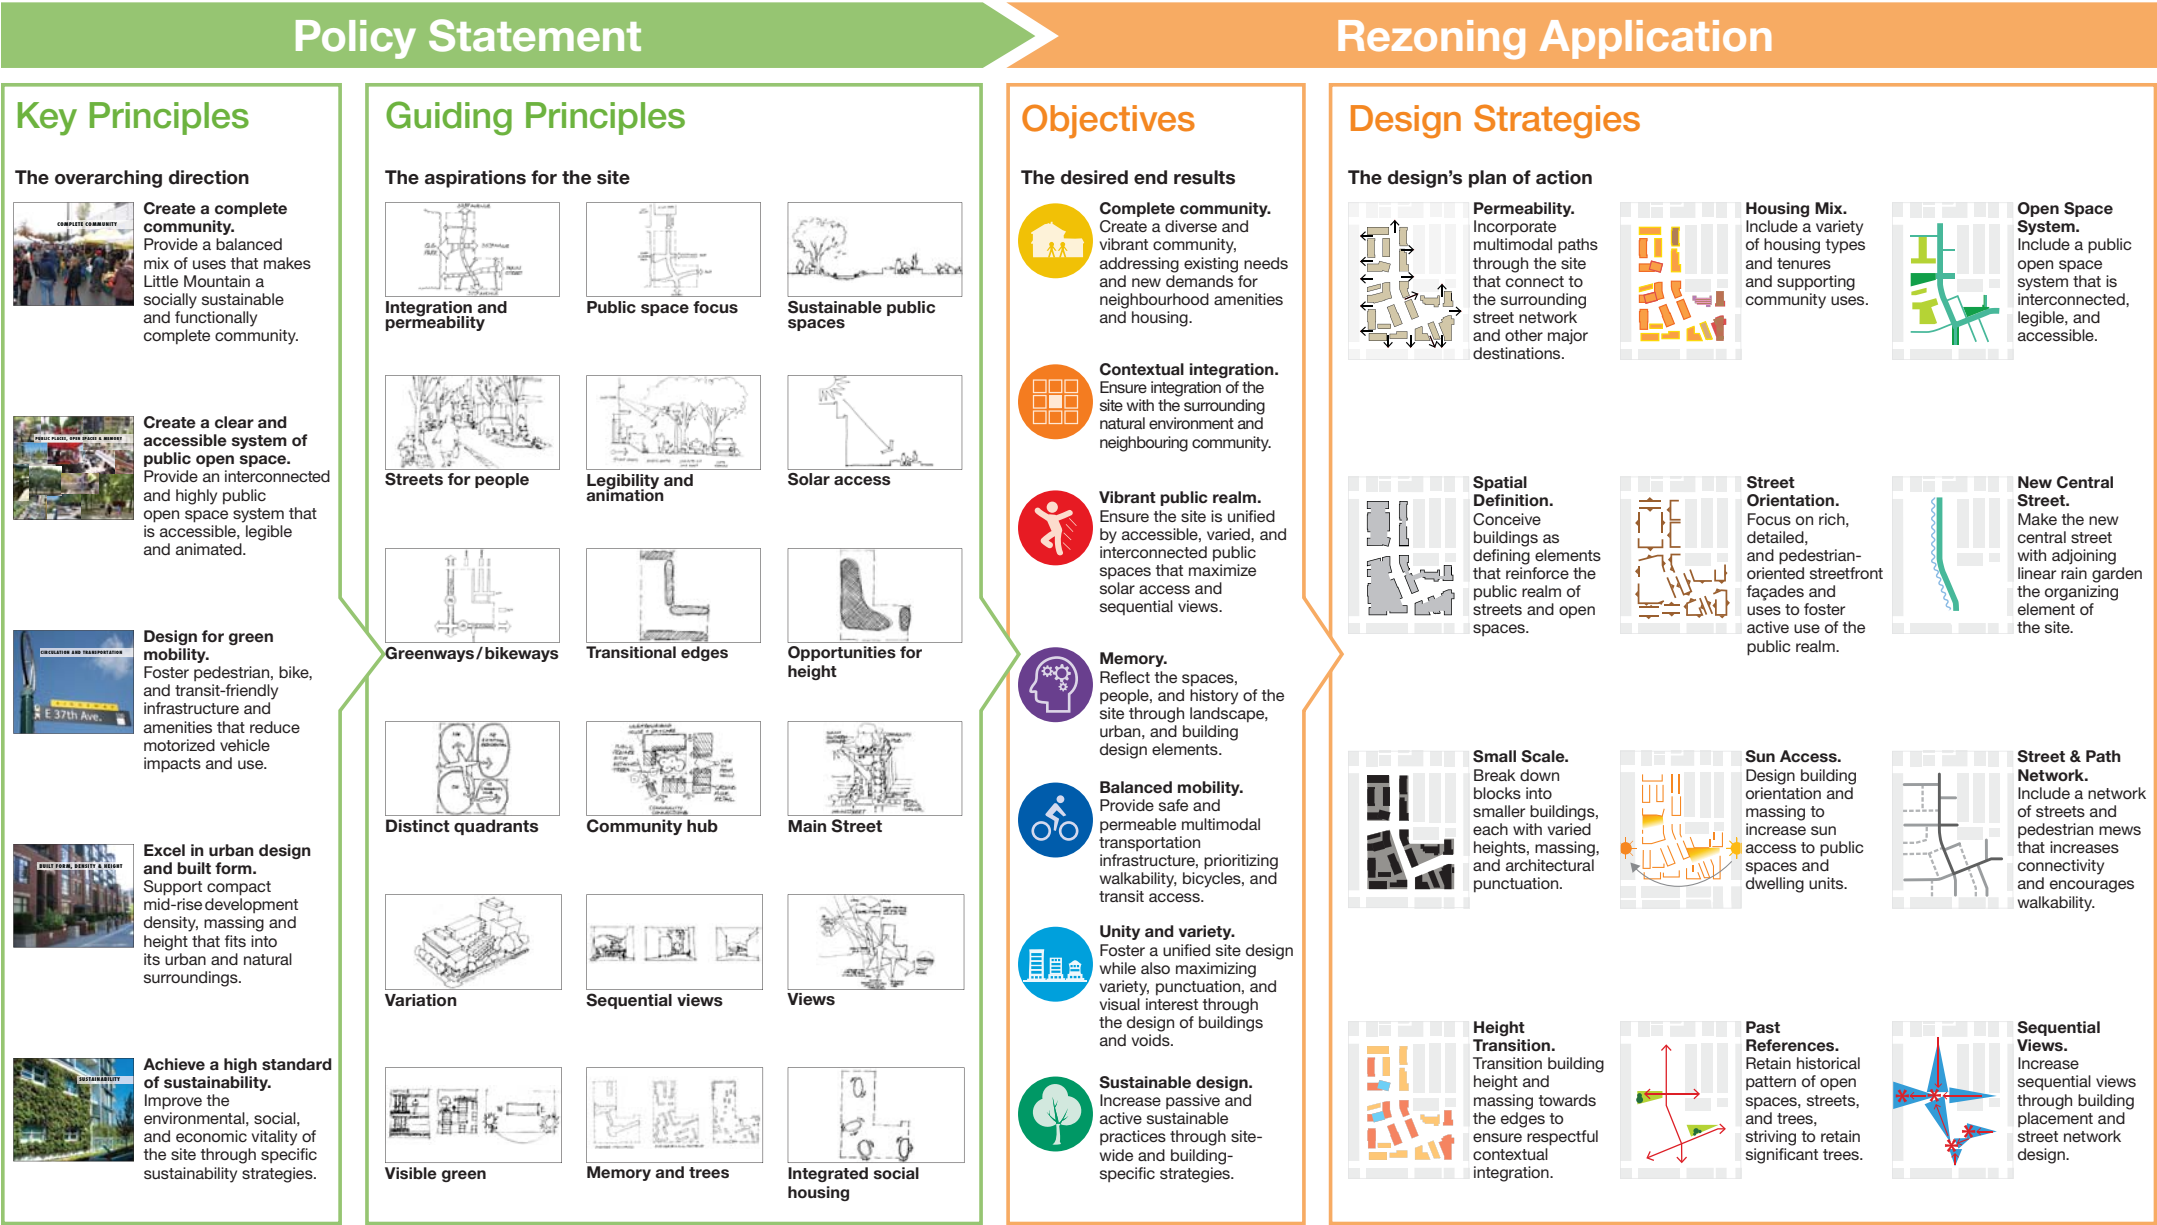 Policy Statement
Rezoning Application
Key Principles
The overarching direction
COMPLETE COMMUNITY
Create a complete
community.
Provide a balanced
mix of uses that makes
Little Mountain a
socially sustainable
and functionally
complete community.
PUBLIC PLACES, OPEN SPACES & MEMORY
Create a clear and
accessible system of
public open space.
Provide an interconnected
and highly public
open space system that
is accessible, legible
and animated.
CIRCULATION AND TRANSPORTATION
E 37th Ave.
Design for green
mobility.
Foster pedestrian, bike,
and transit-friendly
infrastructure and
amenities that reduce
motorized vehicle
impacts and use.
BUILT FORM, DENSITY & HEIGHT
Excel in urban design
and built form.
Support compact
mid-rise development
density, massing and
height that fits into
its urban and natural
surroundings.
SUSTAINABILITY
Achieve a high standard
of sustainability.
Improve the
environmental, social,
and economic vitality of
the site through specific
sustainability strategies.
Guiding Principles
The aspirations for the site
Integration and
permeability
Public space focus
Sustainable public
spaces
Streets for people
Legibility and
animation
Solar access
Greenways/bikeways
Transitional edges
Opportunities for
height
Distinct quadrants
Community hub
Main Street
Variation
Sequential views
Views
Visible green
Memory and trees
Integrated social
housing
Objectives
The desired end results
Complete community.
Create a diverse and
vibrant community,
addressing existing needs
and new demands for
neighbourhood amenities
and housing.
Contextual integration.
Ensure integration of the
site with the surrounding
natural environment and
neighbouring community.
Vibrant public realm.
Ensure the site is unified
by accessible, varied, and
interconnected public
spaces that maximize
solar access and
sequential views.
Memory.
Reflect the spaces,
people, and history of the
site through landscape,
urban, and building
design elements.
Balanced mobility.
Provide safe and
permeable multimodal
transportation
infrastructure, prioritizing
walkability, bicycles, and
transit access.
Unity and variety.
Foster a unified site design
while also maximizing
variety, punctuation, and
visual interest through
the design of buildings
and voids.
Sustainable design.
Increase passive and
active sustainable
practices through site-
wide and building-
specific strategies.
Design Strategies
The design's plan of action
Permeability.
Incorporate
multimodal paths
through the site
that connect to
the surrounding
street network
and other major
destinations.
Housing Mix.
Include a variety
of housing types
and tenures
and supporting
community uses.
Open Space
System.
Include a public
open space
system that is
interconnected,
legible, and
accessible.
Spatial
Definition.
Conceive
buildings as
defining elements
that reinforce the
public realm of
streets and open
spaces.
Street
Orientation.
Focus on rich,
detailed,
and pedestrian-
oriented streetfront
façades and
uses to foster
active use of the
public realm.
New Central
Street.
Make the new
central street
with adjoining
linear rain garden
the organizing
element of
the site.
Small Scale.
Break down
blocks into
smaller buildings,
each with varied
heights, massing,
and architectural
punctuation.
Sun Access.
Design building
orientation and
massing to
increase sun
access to public
spaces and
dwelling units.
Street & Path
Network.
Include a network
of streets and
pedestrian mews
that increases
connectivity
and encourages
walkability.
Height
Transition.
Transition building
height and
massing towards
the edges to
ensure respectful
contextual
integration.
Past
References.
Retain historical
pattern of open
spaces, streets,
and trees,
striving to retain
significant trees.
Sequential
Views.
Increase
sequential views
through building
placement and
street network
design.